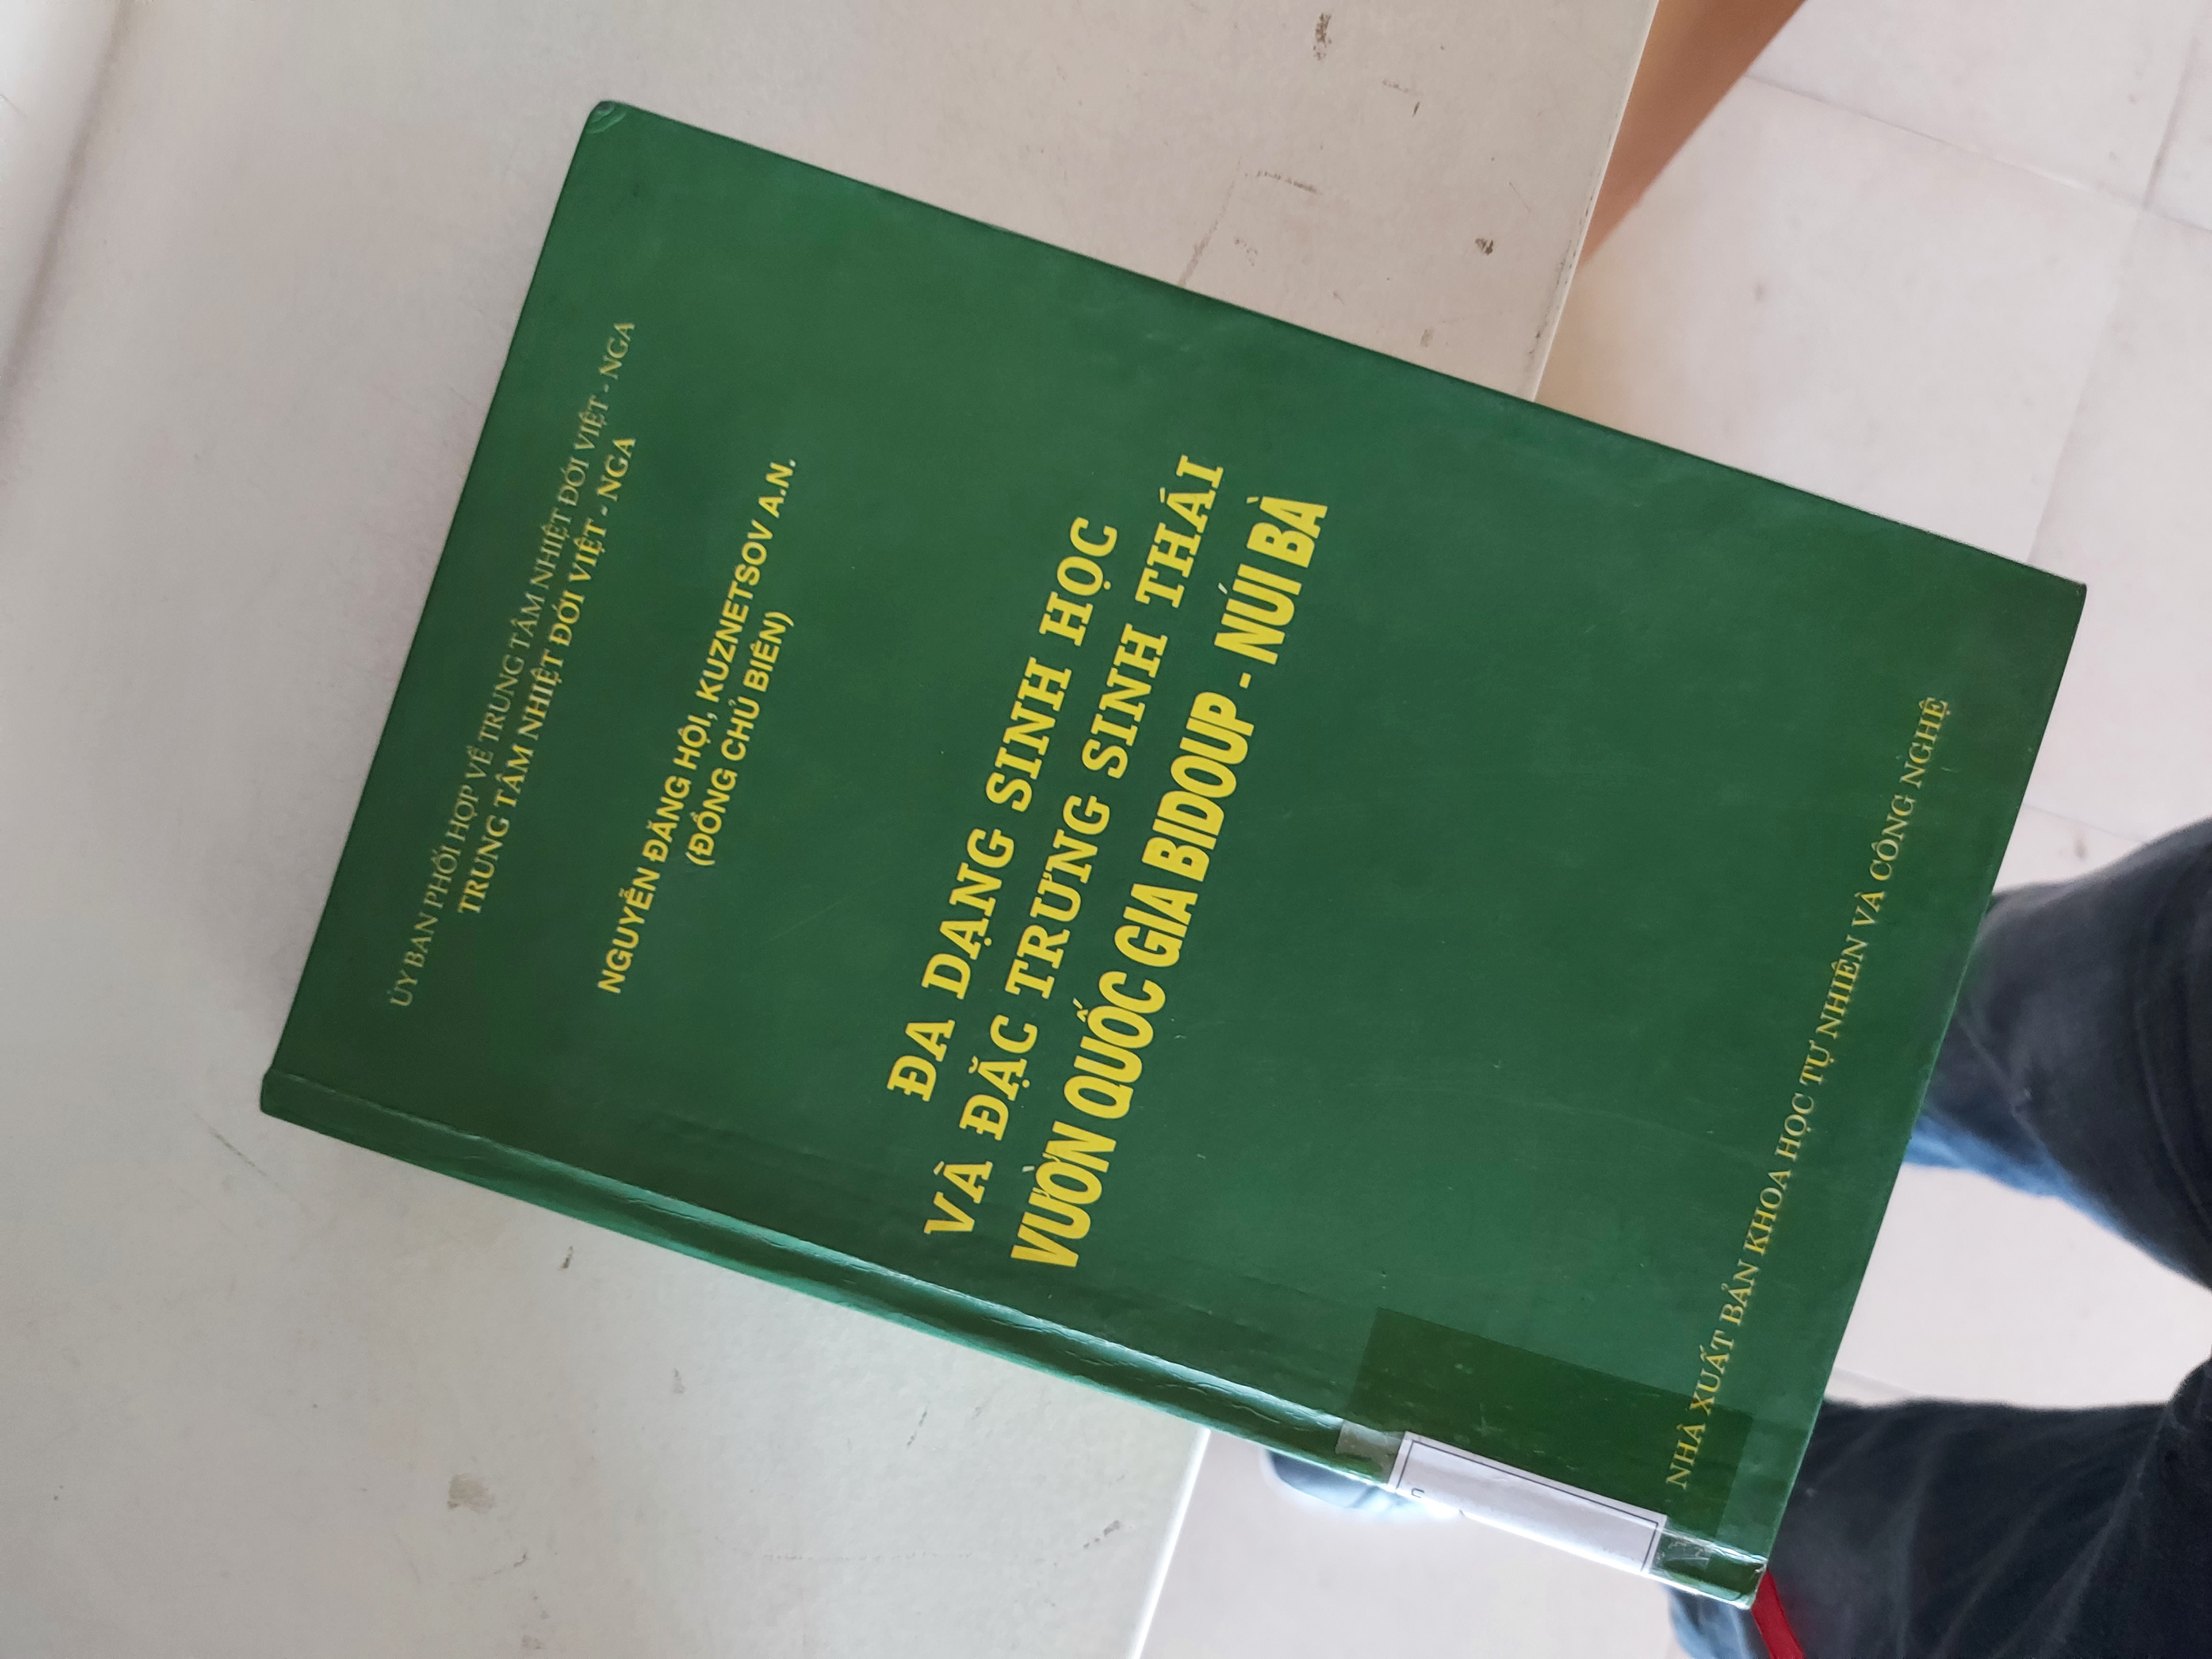 ỦY BAN PHỐI HỢP VỀ TRUNG TÂM NHIỆT ĐỚI VIỆT - NGA
TRUNG TÂM NHIỆT ĐỚI VIỆT - NGA
NGUYỄN ĐĂNG HỘI, KUZNETSOV A.N.
(ĐỒNG CHỦ BIÊN)
ĐA DẠNG SINH HỌC
VÀ ĐẶC TRƯNG SINH THÁI
VƯỜN QUỐC GIA BIDOUP - NÚI BÀ
NHÀ XUẤT BẢN KHOA HỌC TỰ NHIÊN VÀ CÔNG NGHỆ